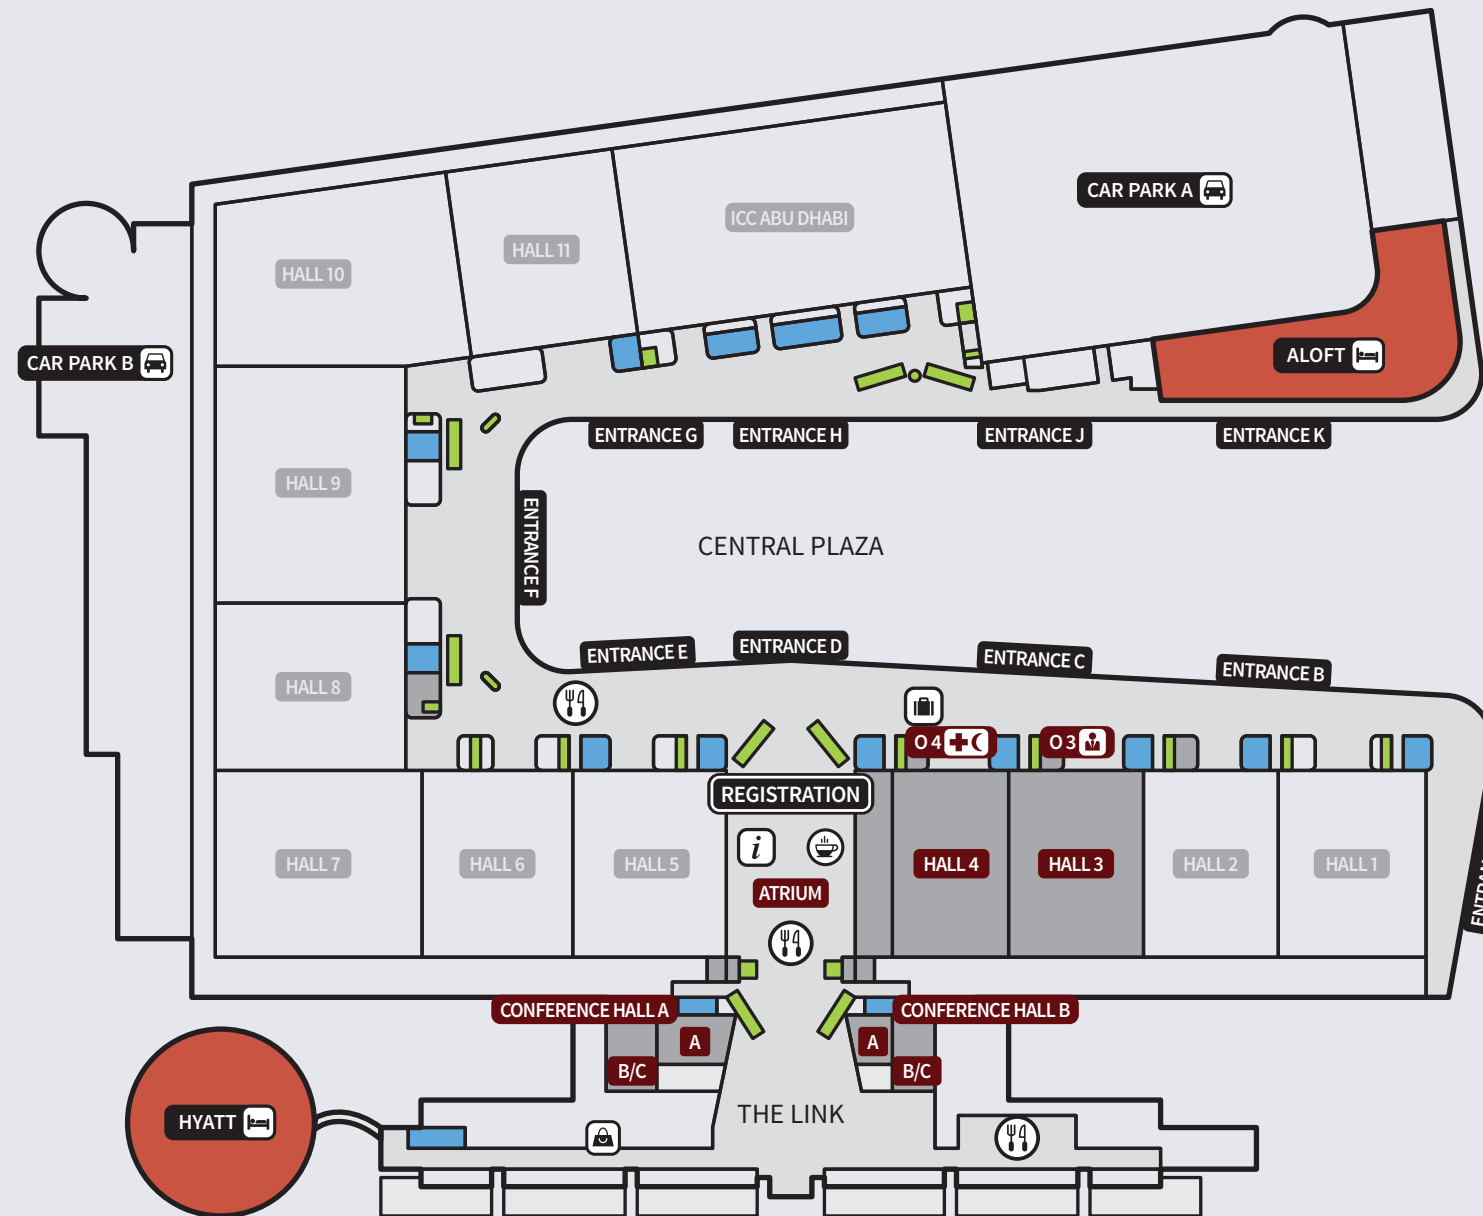 CAR PARK A
ICC ABU DHABI
HALL 11
HALL 10
CAR PARK B
ALOFT
ENTRANCE G
ENTRANCE H
ENTRANCE J
ENTRANCE K
HALL 9
ENTRANCE F
CENTRAL PLAZA
ENTRANCE E
ENTRANCE D
ENTRANCE C
ENTRANCE B
HALL 8
O 4
O 3
REGISTRATION
i
HALL 7
HALL 6
HALL 5
HALL 4
HALL 3
HALL 2
HALL 1
ATRIUM
CONFERENCE HALL A
CONFERENCE HALL B
A
A
B/C
B/C
THE LINK
HYATT